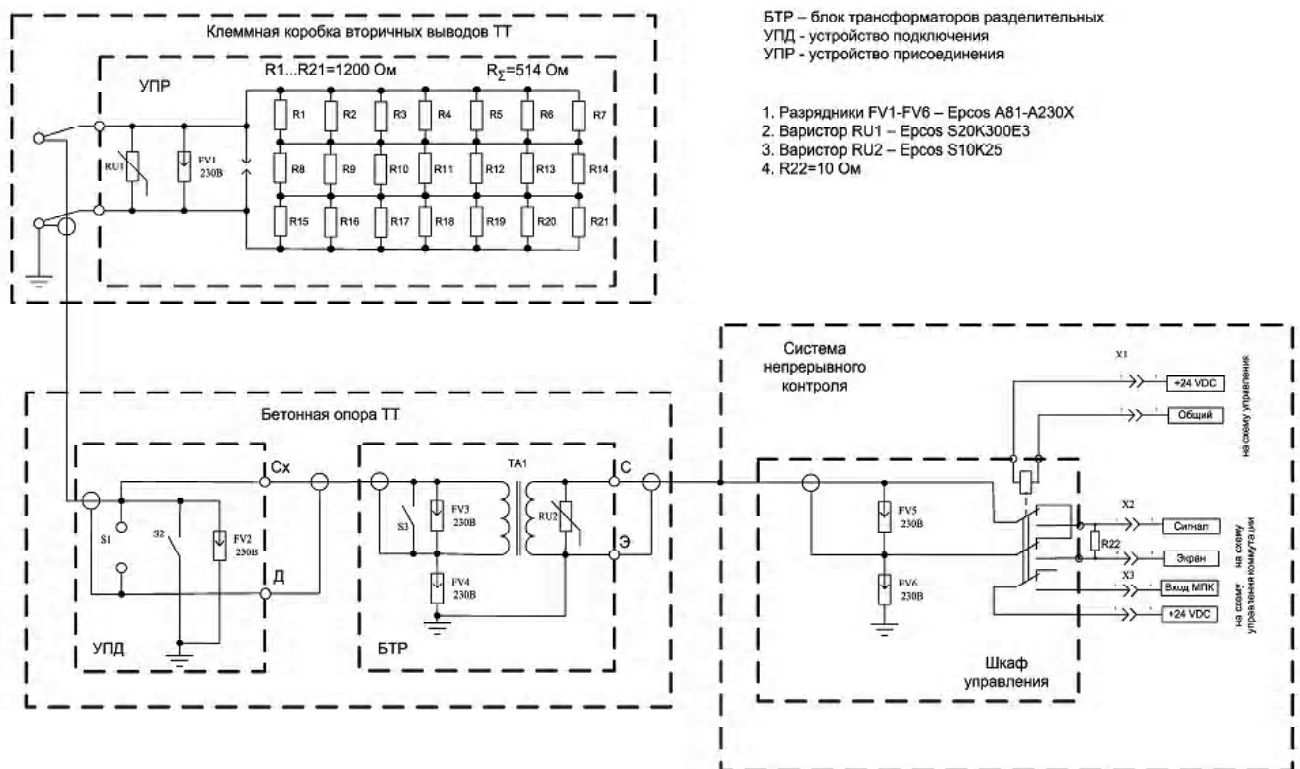 Клеммная коробка вторичных выводов ТТ
УПР
R1...R21=1200 Ом
RΣ=514 Ом
RU1
FV1
230В
R1
R2
R3
R4
R5
R6
R7
R8
R9
R10
R11
R12
R13
R14
R15
R16
R17
R18
R19
R20
R21
БТР – блок трансформаторов разделительных
УПД - устройство подключения
УПР - устройство присоединения
1. Разрядники FV1-FV6 – Epcos A81-A230X
2. Варистор RU1 – Epcos S20K300E3
3. Варистор RU2 – Epcos S10K25
4. R22=10 Ом
Бетонная опора ТТ
Сх
S1
S2
FV2
230В
Д
УПД
S3
FV3
230В
FV4
230В
TA1
RU2
С
Э
БТР
Система
непрерывного
контроля
X1
+24 VDC
Общий
на схему управления
FV5
230В
FV6
230В
X2
R22
Сигнал
Экран
на схему
коммутации
X3
Вход МПК
+24 VDC
на схему
управления
Шкаф
управления